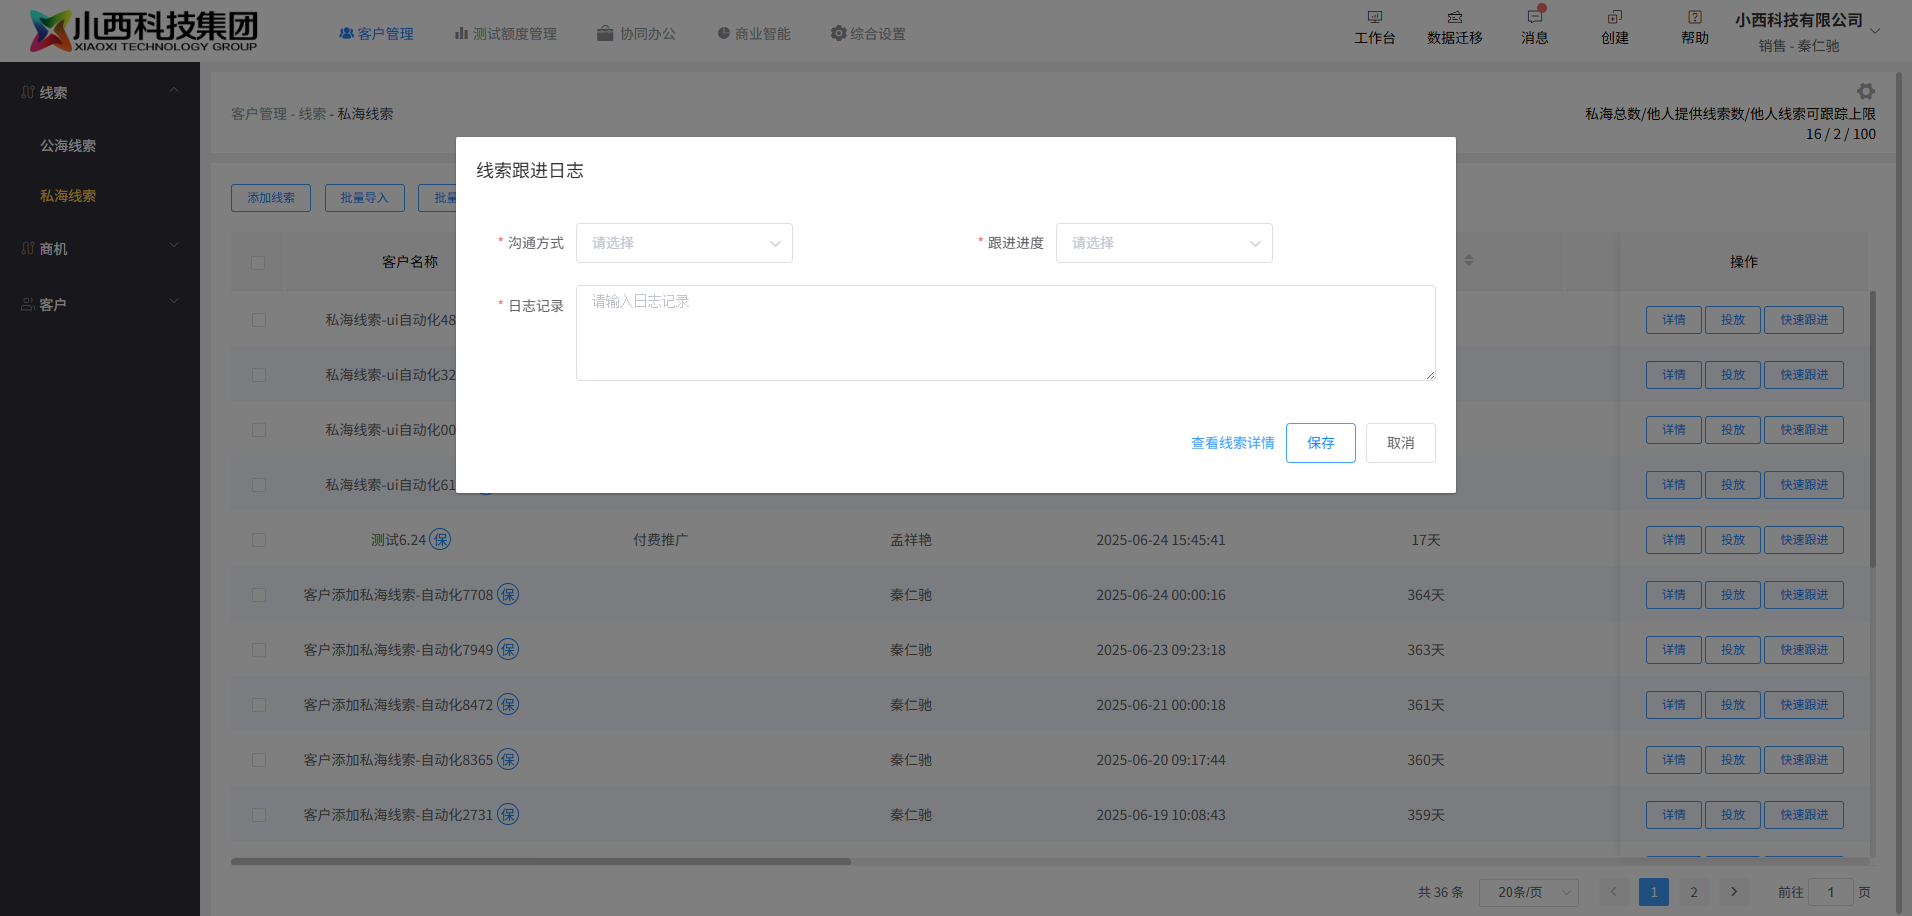 小西科技集团
XIAOXI TECHNOLOGY GROUP
客户管理
测试额度管理
协同办公
商业智能
综合设置
工作台
数据迁移
消息
创建
帮助
小西科技有限公司
销售 - 秦仁驰
线索
公海线索
私海线索
商机
客户
客户管理 - 线索 - 私海线索
私海总数/他人提供线索数/他人线索可跟踪上限
16 / 2 / 100
添加线索
批量导入
批量
线索跟进日志
* 沟通方式 请选择
* 跟进进度 请选择
* 日志记录 请输入日志记录
查看线索详情 保存 取消
客户名称 操作
私海线索-ui自动化48 详情 投放 快速跟进
私海线索-ui自动化32 详情 投放 快速跟进
私海线索-ui自动化00 详情 投放 快速跟进
私海线索-ui自动化61 详情 投放 快速跟进
测试6.24 保 付费推广 孟祥艳 2025-06-24 15:45:41 17天 详情 投放 快速跟进
客户添加私海线索-自动化7708 保 秦仁驰 2025-06-24 00:00:16 364天 详情 投放 快速跟进
客户添加私海线索-自动化7949 保 秦仁驰 2025-06-23 09:23:18 363天 详情 投放 快速跟进
客户添加私海线索-自动化8472 保 秦仁驰 2025-06-21 00:00:18 361天 详情 投放 快速跟进
客户添加私海线索-自动化8365 保 秦仁驰 2025-06-20 09:17:44 360天 详情 投放 快速跟进
客户添加私海线索-自动化2731 保 秦仁驰 2025-06-19 10:08:43 359天 详情 投放 快速跟进
共 36 条 20条/页 1 2 前往 1 页